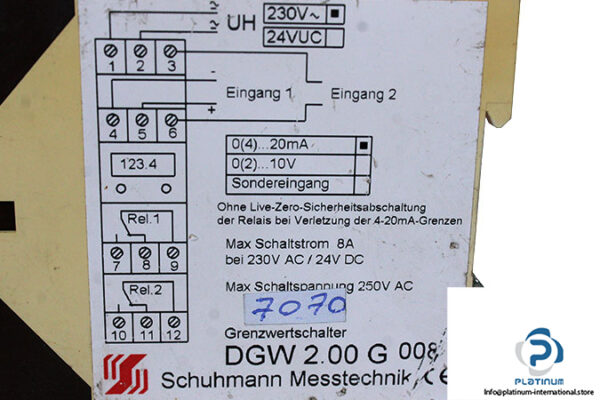 UH 230V~
24VUC
1 2 3
- -
Eingang 1 Eingang 2
+ +
4 5 6
0(4)...20mA
123.4
0(2)...10V
Sondereingang
Ohne Live-Zero-Sicherheitsabschaltung
der Relais bei Verletzung der 4-20mA-Grenzen
Rel.1
Max Schaltstrom 8A
7 8 9
bei 230V AC / 24V DC
Rel.2
Max Schaltspannung 250V AC
7070
10 11 12
Grenzwertschalter
DGW 2.00 G 008
Schuhmann Messtechnik CE
PLATINUM
Info@platinum-international.store